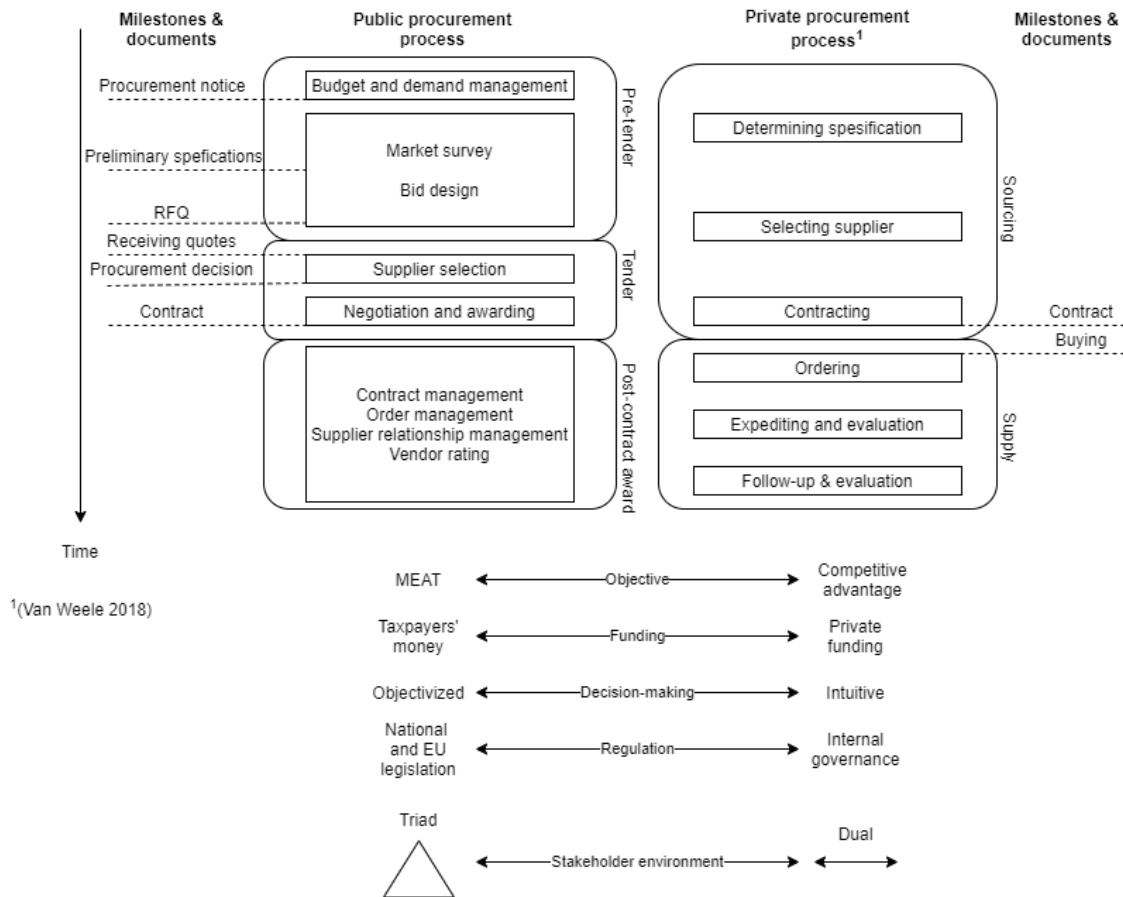 Milestones &
documents
Public procurement
process
Private procurement
process1
Milestones &
documents
Procurement notice
Budget and demand management
Pre-tender
Determining spesification
Preliminary spefications
Market survey
Bid design
RFQ
Selecting supplier
Sourcing
Receiving quotes
Procurement decision
Supplier selection
Tender
Contract
Negotiation and awarding
Contracting
Contract
Buying
Ordering
Contract management
Order management
Supplier relationship management
Vendor rating
Post-contract award
Expediting and evaluation
Supply
Follow-up & evaluation
Time
1(Van Weele 2018)
MEAT
Objective
Competitive
advantage
Taxpayers'
money
Funding
Private
funding
Objectivized
Decision-making
Intuitive
National
and EU
legislation
Regulation
Internal
governance
Triad
Stakeholder environment
Dual